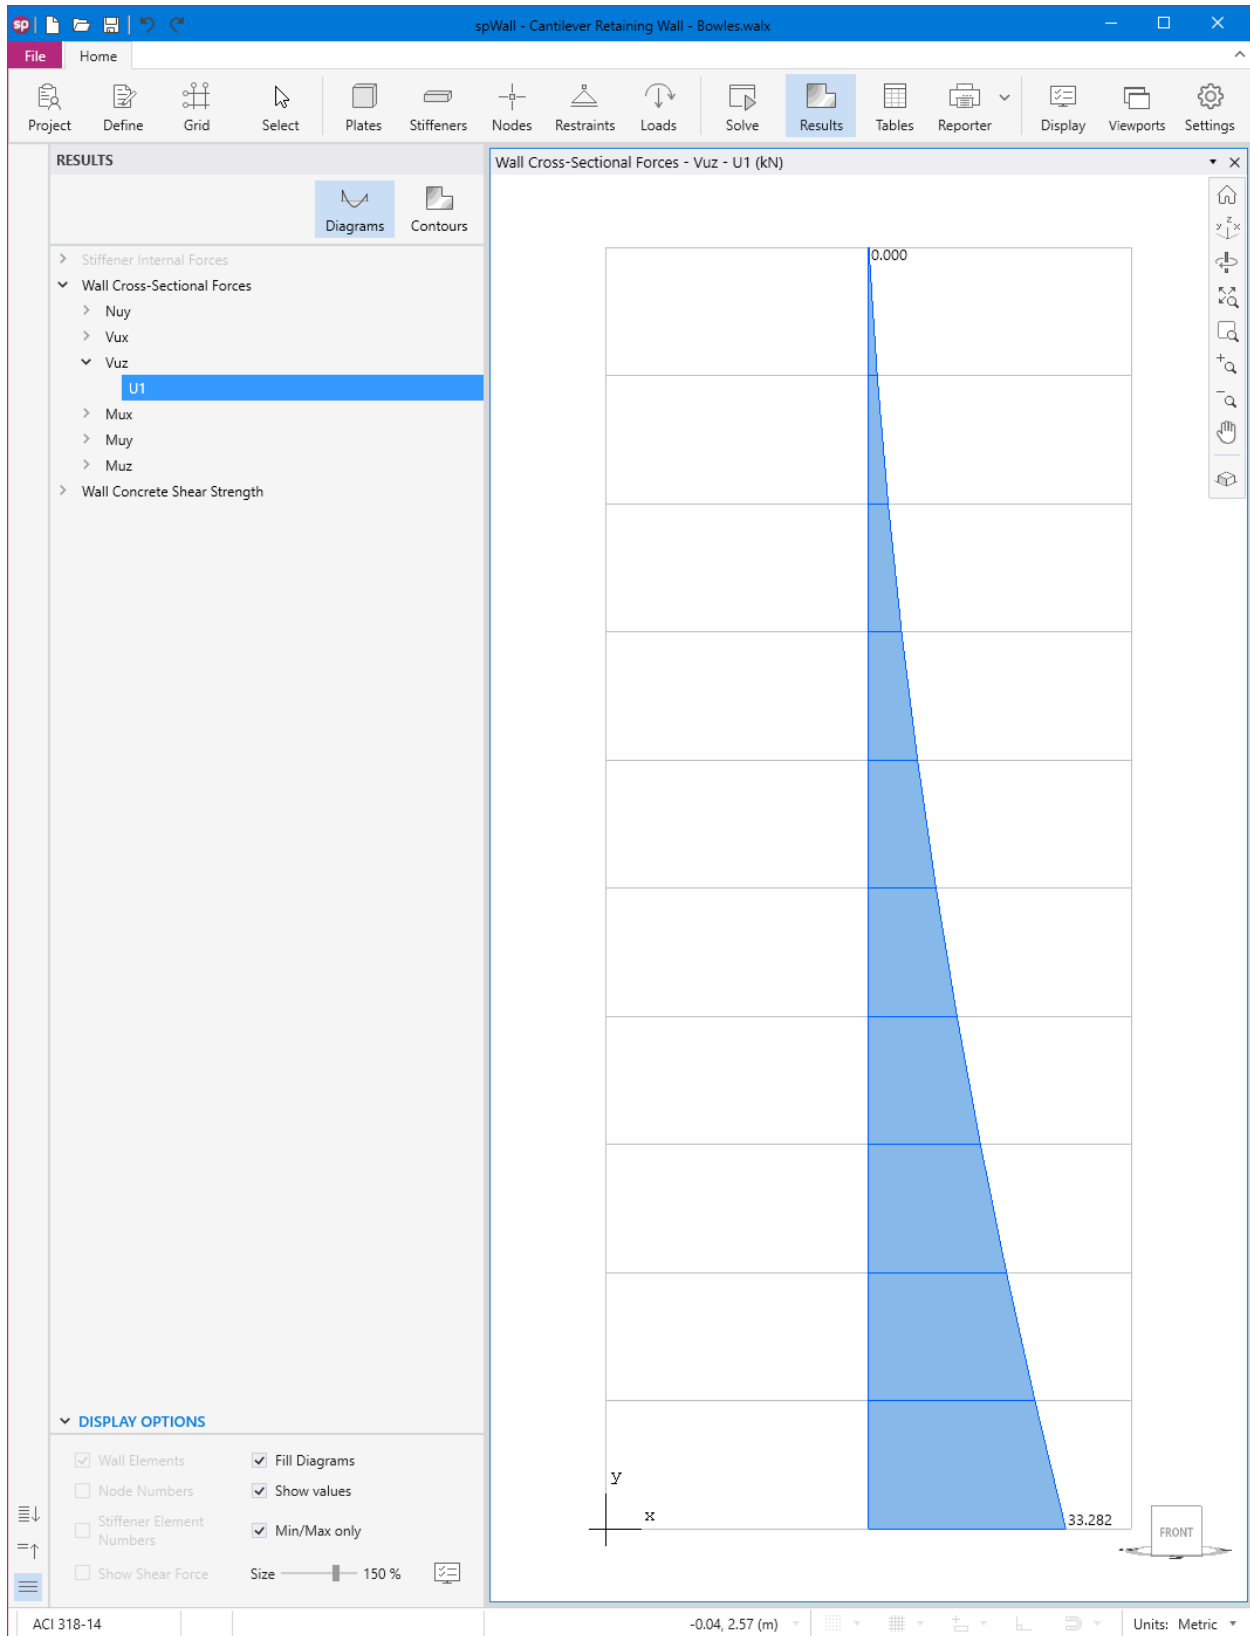 sp
spWall - Cantilever Retaining Wall - Bowles.walx
File
Home
Project
Define
Grid
Select
Plates
Stiffeners
Nodes
Restraints
Loads
Solve
Results
Tables
Reporter
Display
Viewports
Settings
RESULTS
Diagrams
Contours
Stiffener Internal Forces
Wall Cross-Sectional Forces
Nuy
Vux
Vuz
U1
Mux
Muy
Muz
Wall Concrete Shear Strength
DISPLAY OPTIONS
Wall Elements
Fill Diagrams
Node Numbers
Show values
Stiffener Element
Numbers
Min/Max only
Show Shear Force
Size
150 %
Wall Cross-Sectional Forces - Vuz - U1 (kN)
y z x
0.000
33.282
y
x
FRONT
ACI 318-14
-0.04, 2.57 (m)
Units: Metric